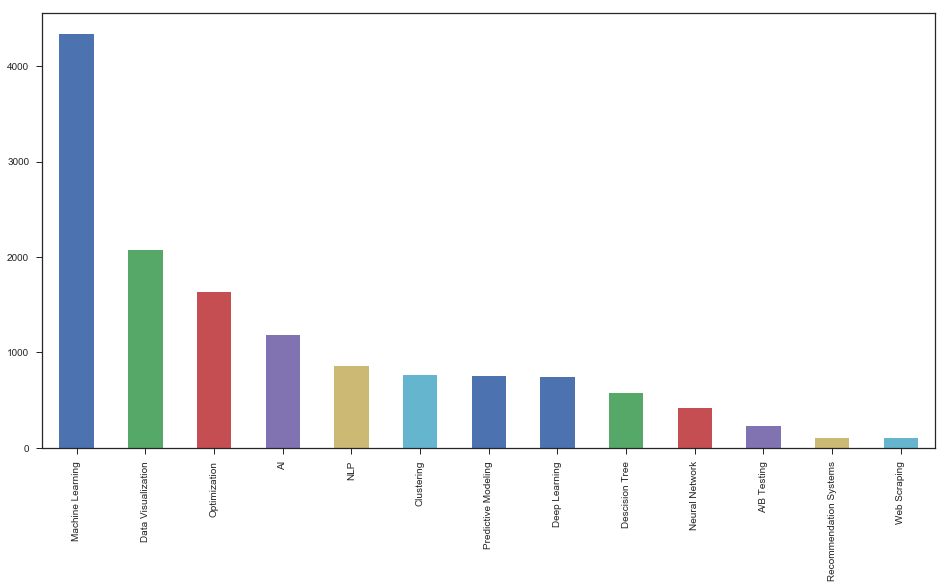 4000
3000
2000
1000
0
Machine Learning
Data Visualization
Optimization
AI
NLP
Clustering
Predictive Modeling
Deep Learning
Descision Tree
Neural Network
A/B Testing
Recommendation Systems
Web Scraping